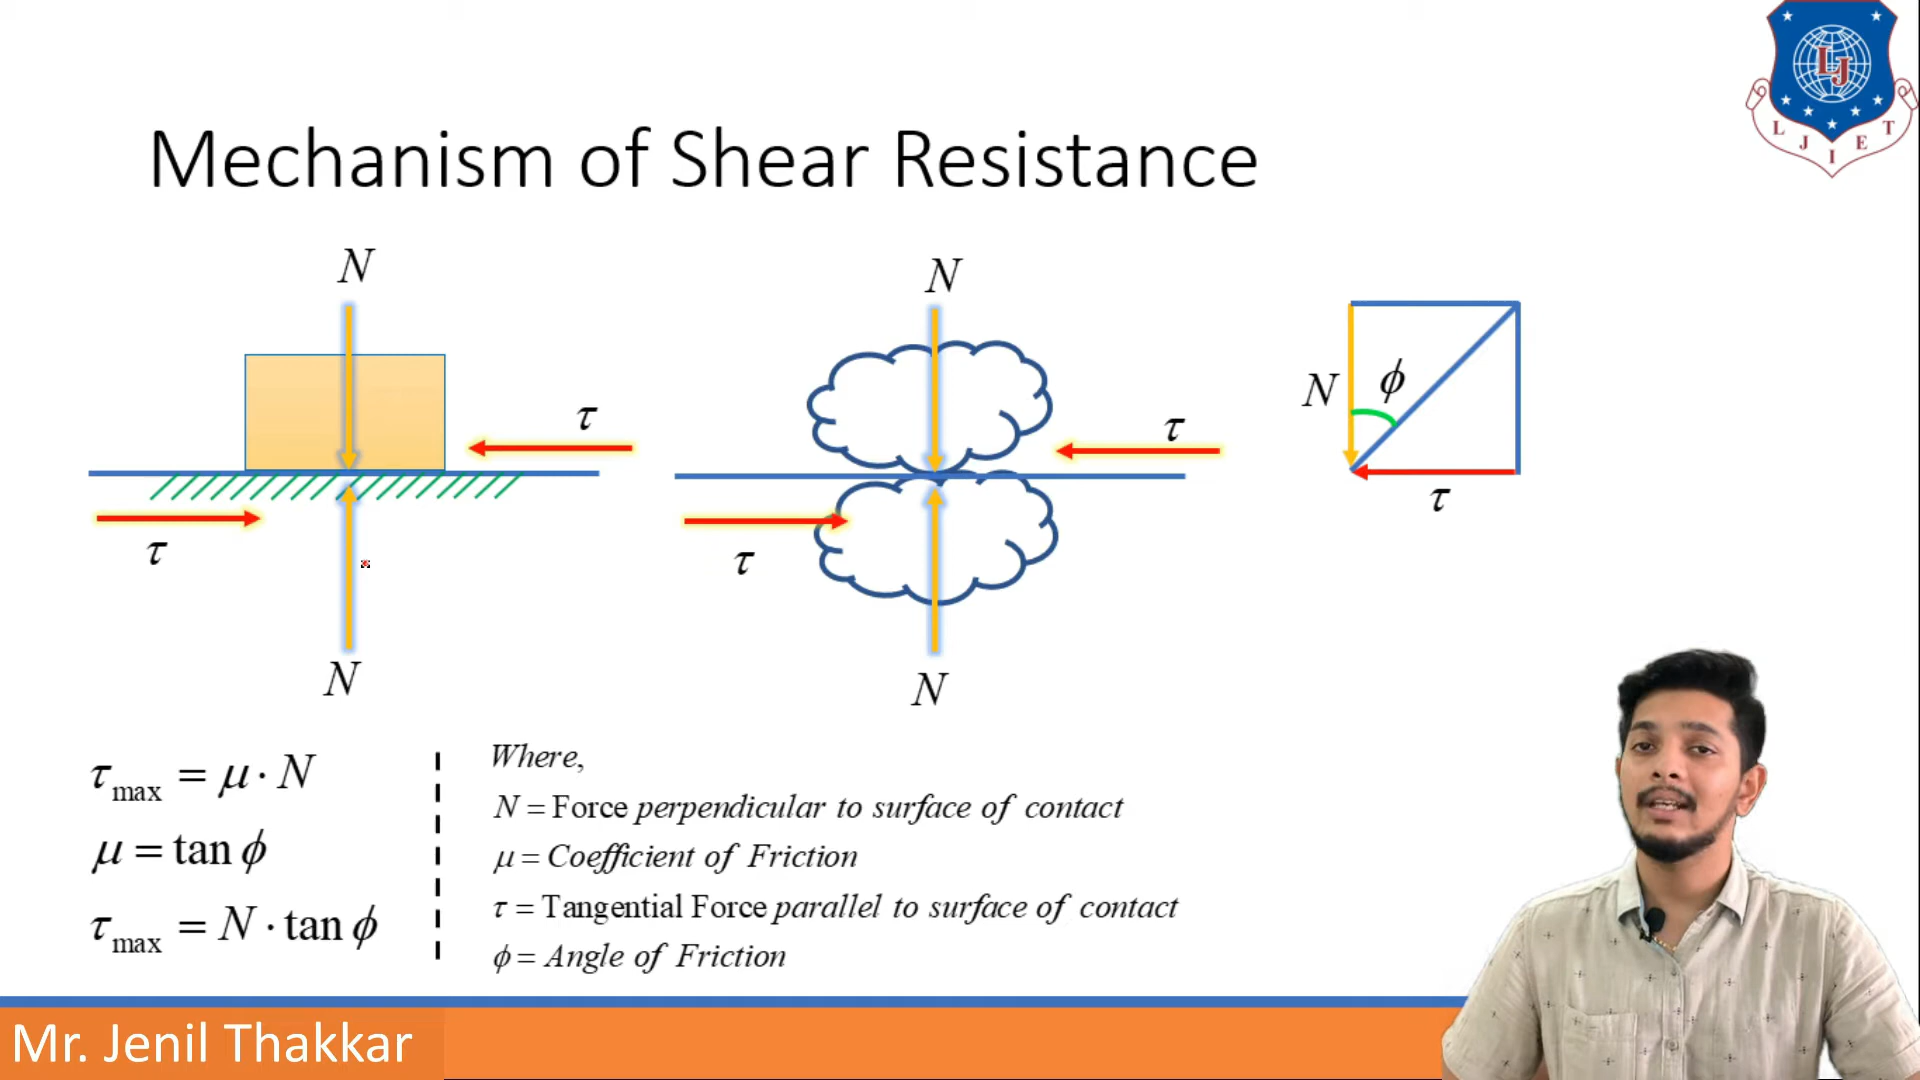 L J I E T
LJ
Mechanism of Shear Resistance
N
τ
τ
N
N
τ
τ
N
N
ϕ
τ
τmax = μ · N
μ = tan ϕ
τmax = N · tan ϕ
Where,
N = Force perpendicular to surface of contact
μ = Coefficient of Friction
τ = Tangential Force parallel to surface of contact
ϕ = Angle of Friction
Mr. Jenil Thakkar